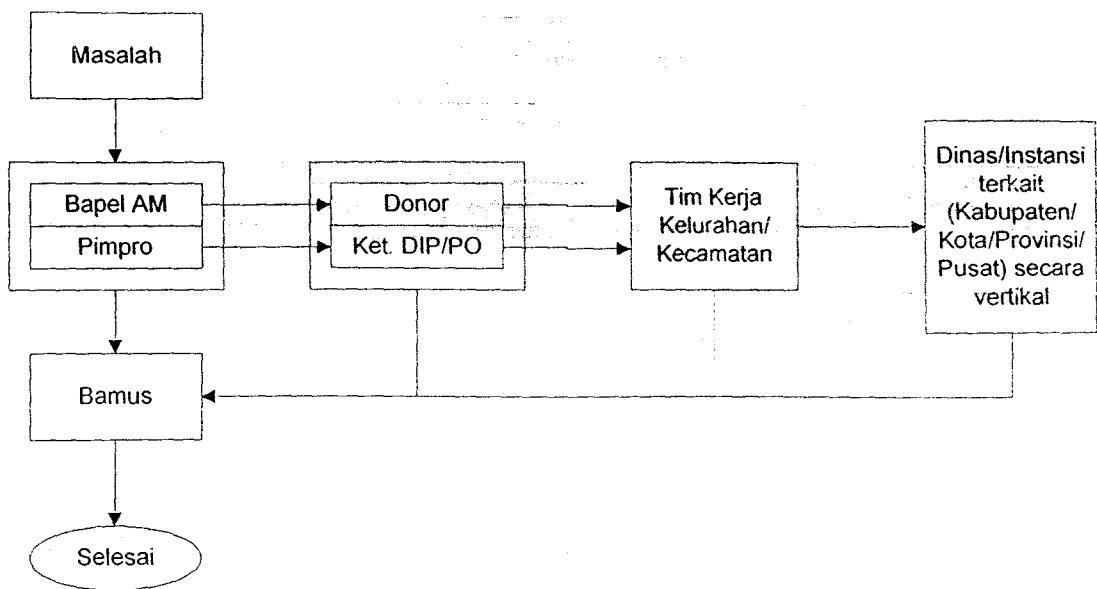 Masalah
Bapel AM
Pimpro
Donor
Ket. DIP/PO
Tim Kerja
Kelurahan/
Kecamatan
Dinas/Instansi
terkait
(Kabupaten/
Kota/Provinsi/
Pusat) secara
vertikal
Bamus
Selesai